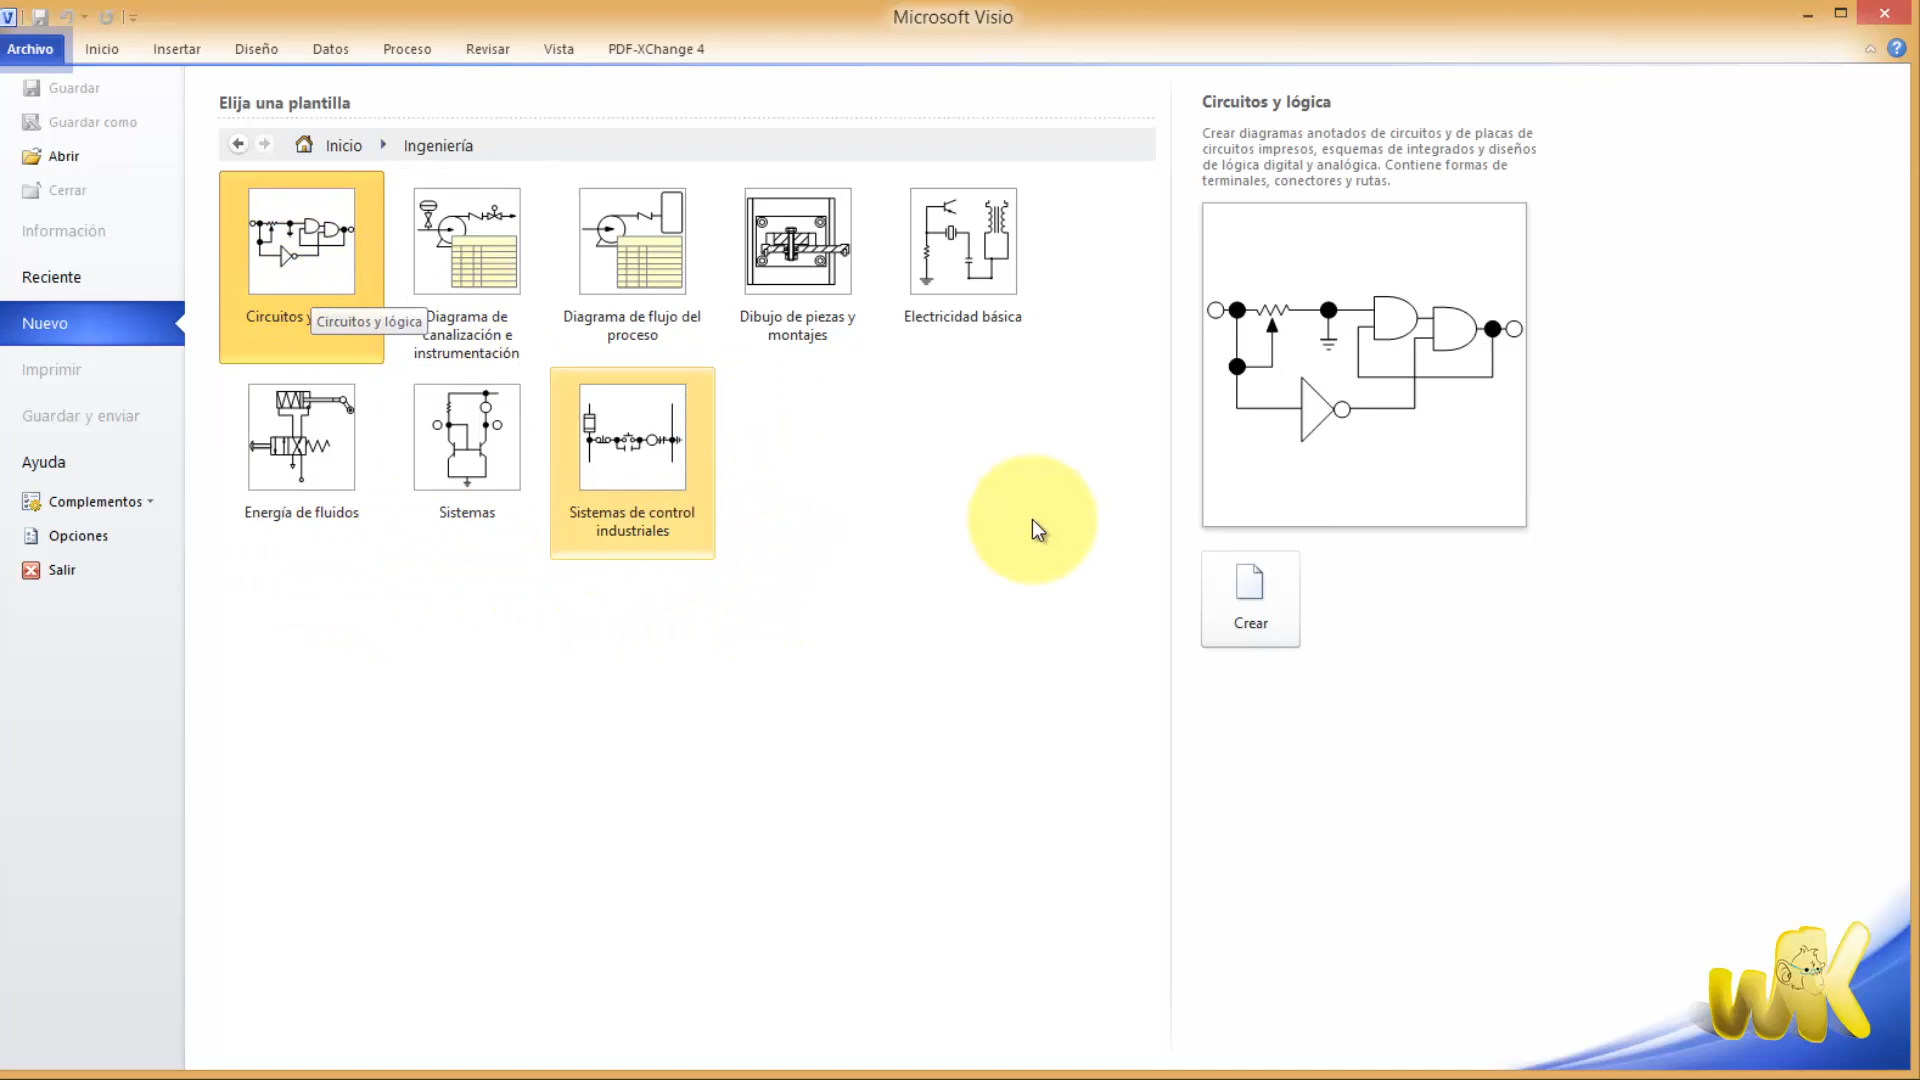 Microsoft Visio
Archivo Inicio Insertar Diseño Datos Proceso Revisar Vista PDF-XChange 4
Guardar
Guardar como
Abrir
Cerrar
Información
Reciente
Nuevo
Imprimir
Guardar y enviar
Ayuda
Complementos
Opciones
Salir
Elija una plantilla
Inicio Ingeniería
Circuitos y
Circuitos y lógica
Diagrama de
canalización e
instrumentación
Diagrama de flujo del
proceso
Dibujo de piezas y
montajes
Electricidad básica
Energía de fluidos
Sistemas
Sistemas de control
industriales
Circuitos y lógica
Crear diagramas anotados de circuitos y de placas de
circuitos impresos, esquemas de integrados y diseños
de lógica digital y analógica. Contiene formas de
terminales, conectores y rutas.
Crear
WK